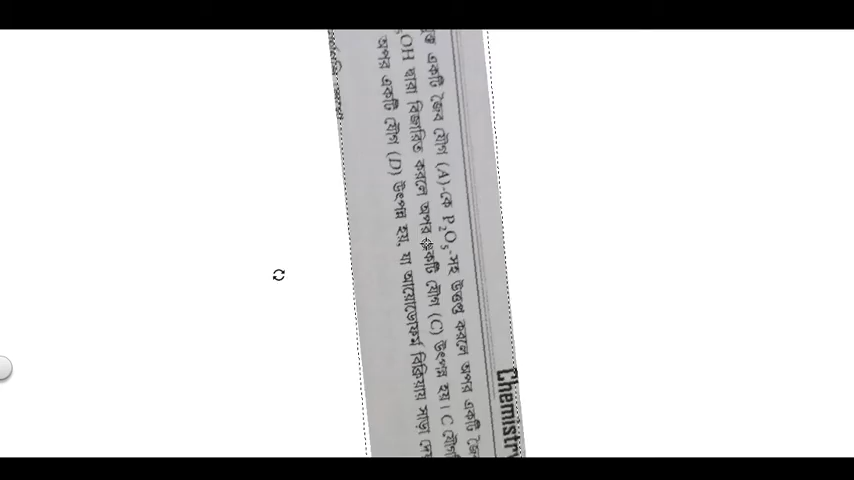 Chemistry
একটি জৈব যৌগ (A)-কে P₂O₅-সহ উত্তপ্ত করলে অপর একটি
OH দ্বারা বিজারিত করলে অপর একটি যৌগ (C) উৎপন্ন হয়। C
অপর একটি যৌগ (D) উৎপন্ন হয়, যা আয়োডোফর্ম বিক্রিয়ায় সাড়া